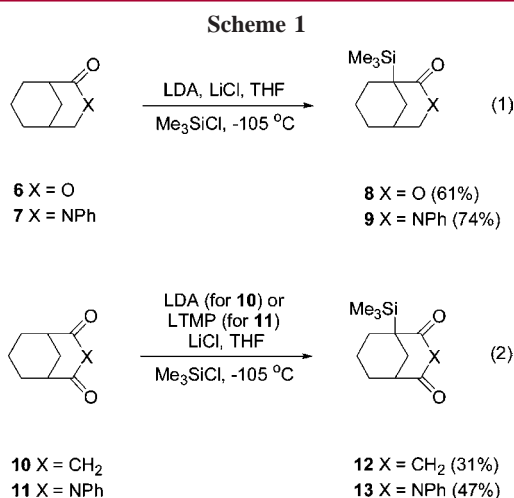 Scheme 1
O
X
LDA, LiCl, THF
Me₃SiCl, -105 °C
Me₃Si
O
X
(1)
6 X = O
7 X = NPh
8 X = O (61%)
9 X = NPh (74%)
O
X
O
LDA (for 10) or
LTMP (for 11)
LiCl, THF
Me₃SiCl, -105 °C
Me₃Si
O
X
O
(2)
10 X = CH₂
11 X = NPh
12 X = CH₂ (31%)
13 X = NPh (47%)